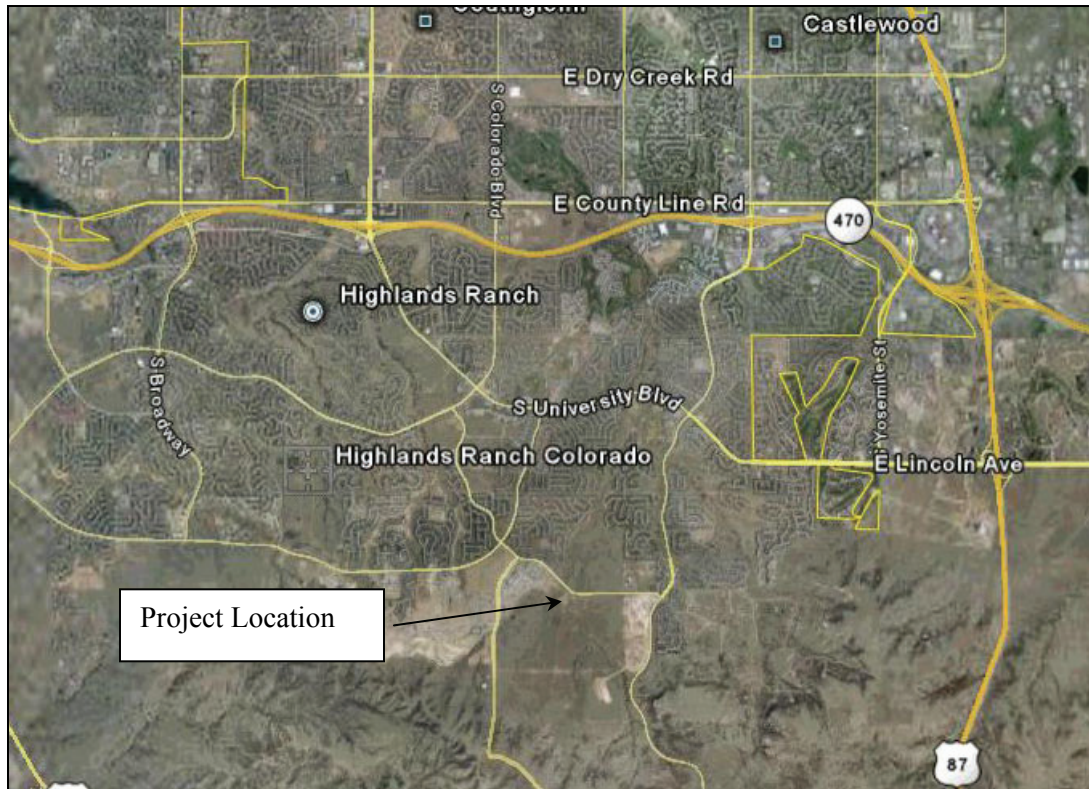 Castlewood
E Dry Creek Rd
S Colorado Blvd
E County Line Rd
470
Highlands Ranch
S Broadway
S University Blvd
Yosemite St
Highlands Ranch Colorado
E Lincoln Ave
Project Location
87